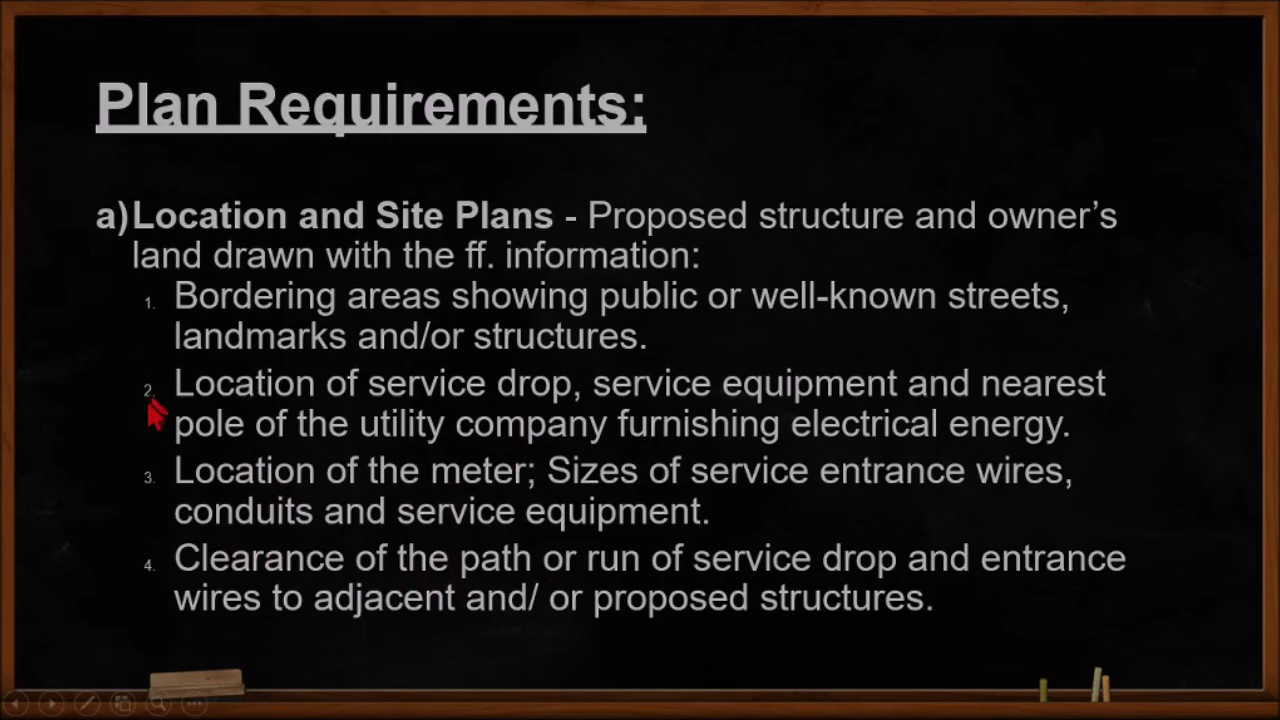 Plan Requirements:
a) Location and Site Plans - Proposed structure and owner’s
land drawn with the ff. information:
1. Bordering areas showing public or well-known streets,
landmarks and/or structures.
2. Location of service drop, service equipment and nearest
pole of the utility company furnishing electrical energy.
3. Location of the meter; Sizes of service entrance wires,
conduits and service equipment.
4. Clearance of the path or run of service drop and entrance
wires to adjacent and/ or proposed structures.